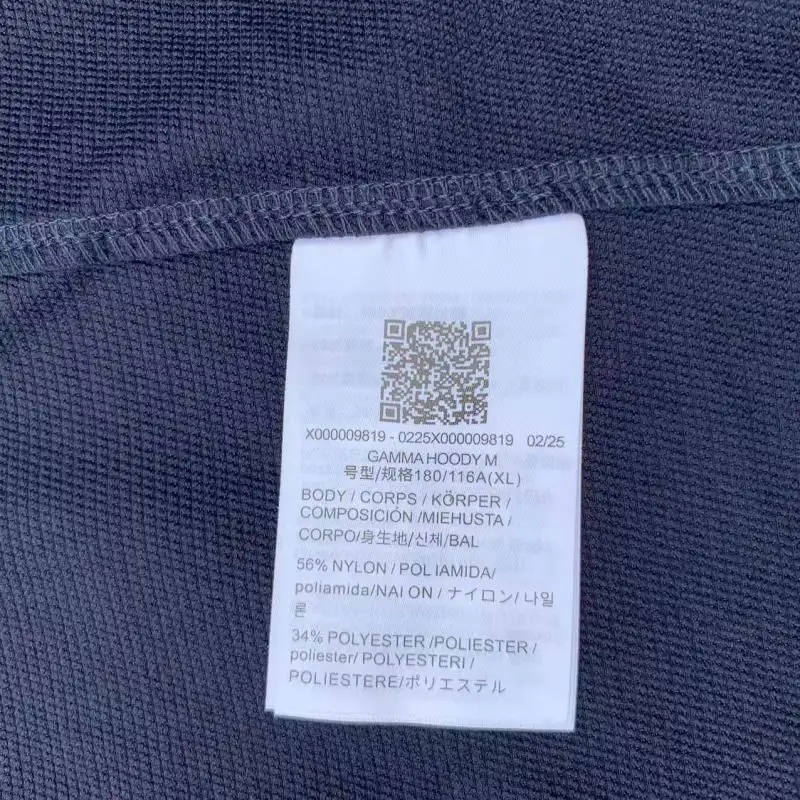 X000009819 - 0225X000009819 02/25
GAMMA HOODY M
号型/规格180/116A(XL)
BODY / CORPS / KÖRPER /
COMPOSICIÓN /MIEHUSTA /
CORPO/身生地/신체/BAL
56% NYLON / POLIAMIDA/
poliamida/NAI ON / ナイロン/ 나일
론
34% POLYESTER /POLIESTER /
poliester/ POLYESTERI /
POLIESTERE/ポリエステル